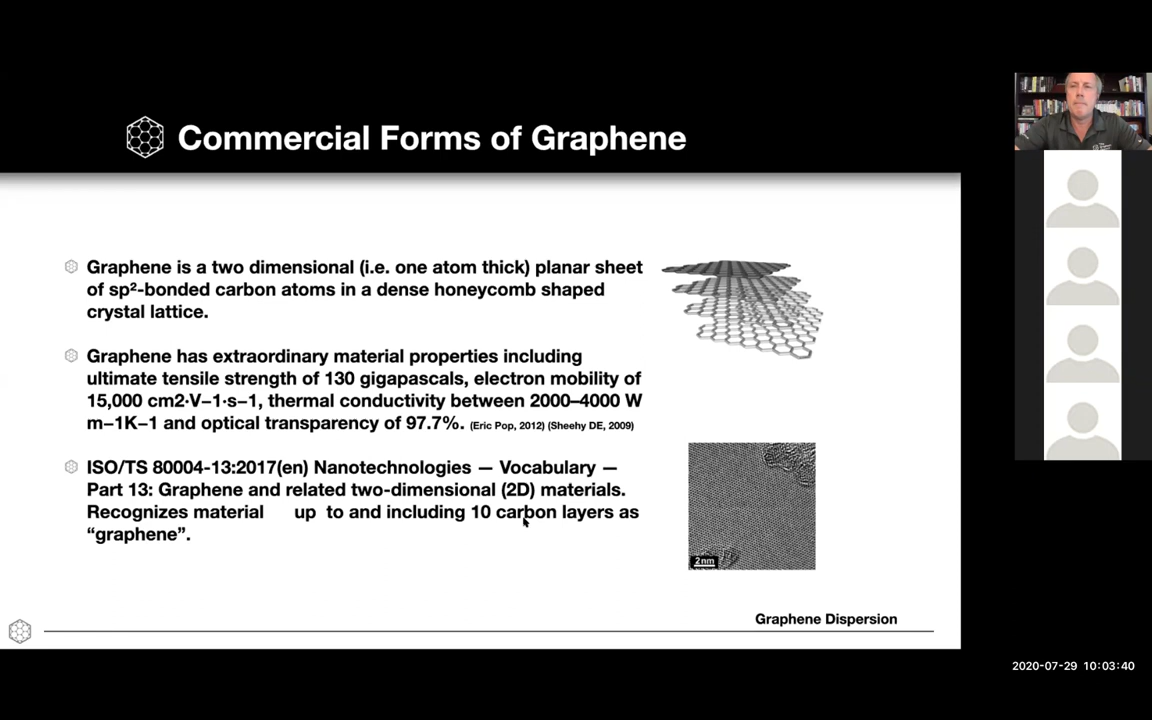 Commercial Forms of Graphene
Graphene is a two dimensional (i.e. one atom thick) planar sheet
of sp²-bonded carbon atoms in a dense honeycomb shaped
crystal lattice.
Graphene has extraordinary material properties including
ultimate tensile strength of 130 gigapascals, electron mobility of
15,000 cm2·V−1·s−1, thermal conductivity between 2000–4000 W
m−1K−1 and optical transparency of 97.7%. (Eric Pop, 2012) (Sheehy DE, 2009)
ISO/TS 80004-13:2017(en) Nanotechnologies — Vocabulary —
Part 13: Graphene and related two-dimensional (2D) materials.
Recognizes material up to and including 10 carbon layers as
“graphene”.
2nm
Graphene Dispersion
2020-07-29 10:03:40